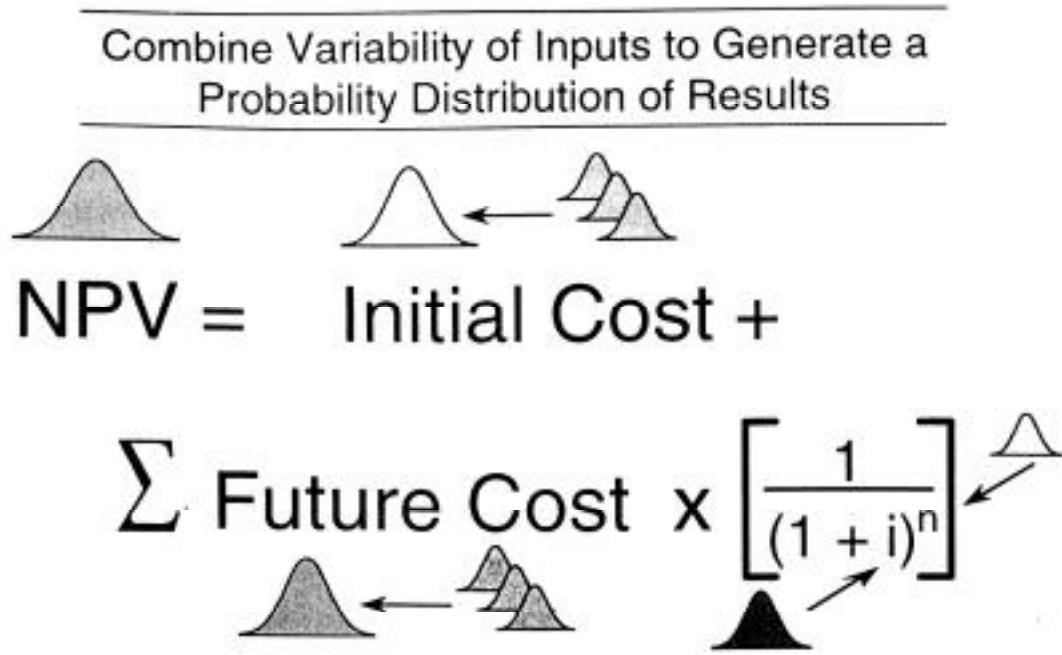 Combine Variability of Inputs to Generate a
Probability Distribution of Results
NPV = Initial Cost +
∑ Future Cost x [1/(1 + i)ⁿ]